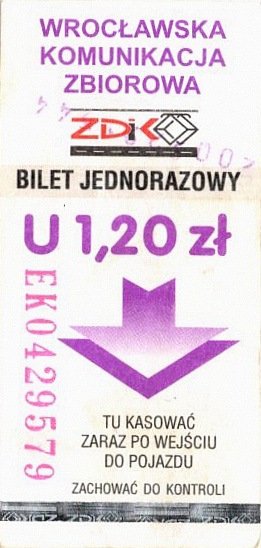 WROCŁAWSKA
KOMUNIKACJA
ZBIOROWA
ZDiK
BILET JEDNORAZOWY
U 1,20 zł
EK0429579
TU KASOWAĆ
ZARAZ PO WEJŚCIU
DO POJAZDU
ZACHOWAĆ DO KONTROLI